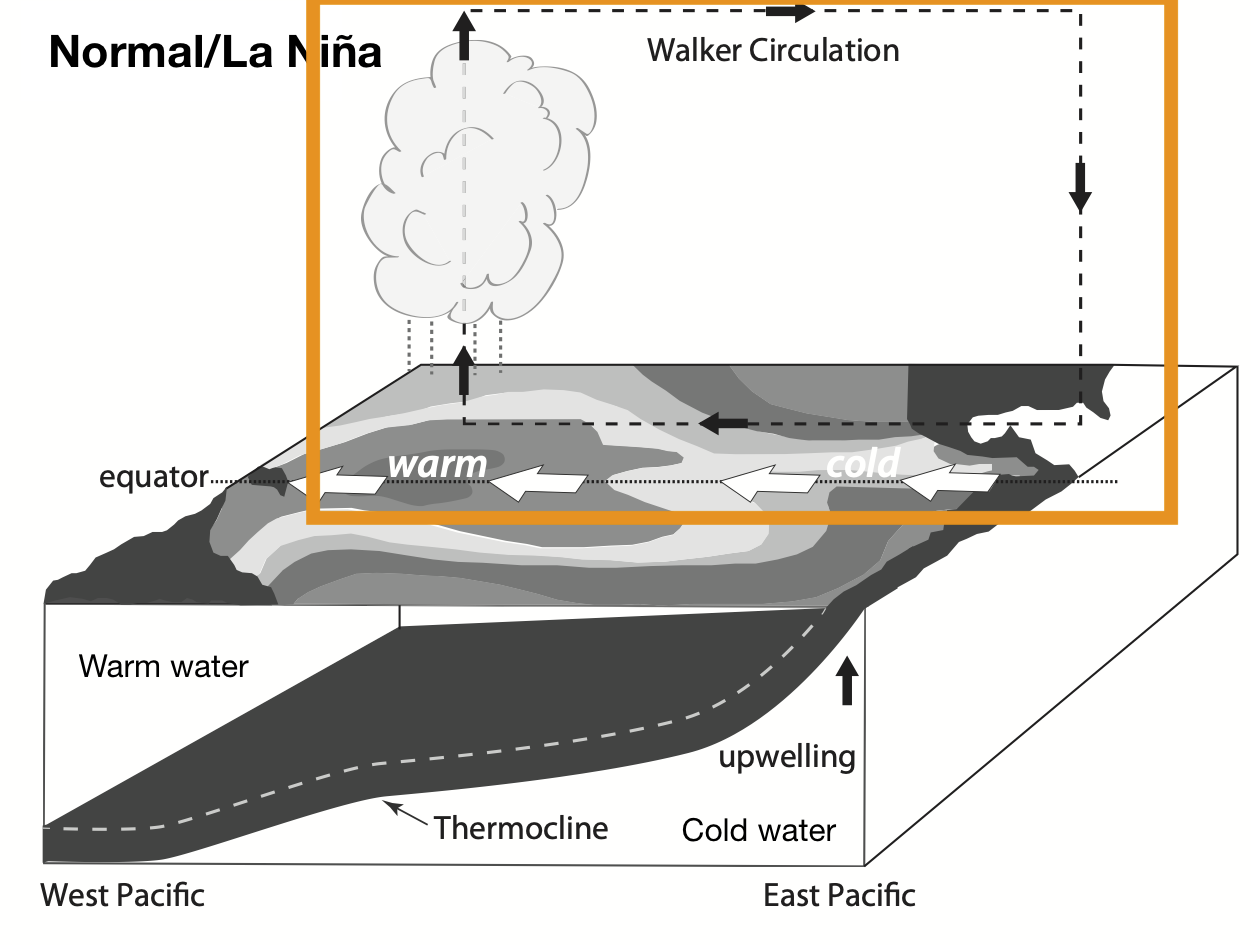 Normal/La Niña
Walker Circulation
equator
warm
cold
Warm water
upwelling
Thermocline
Cold water
West Pacific
East Pacific